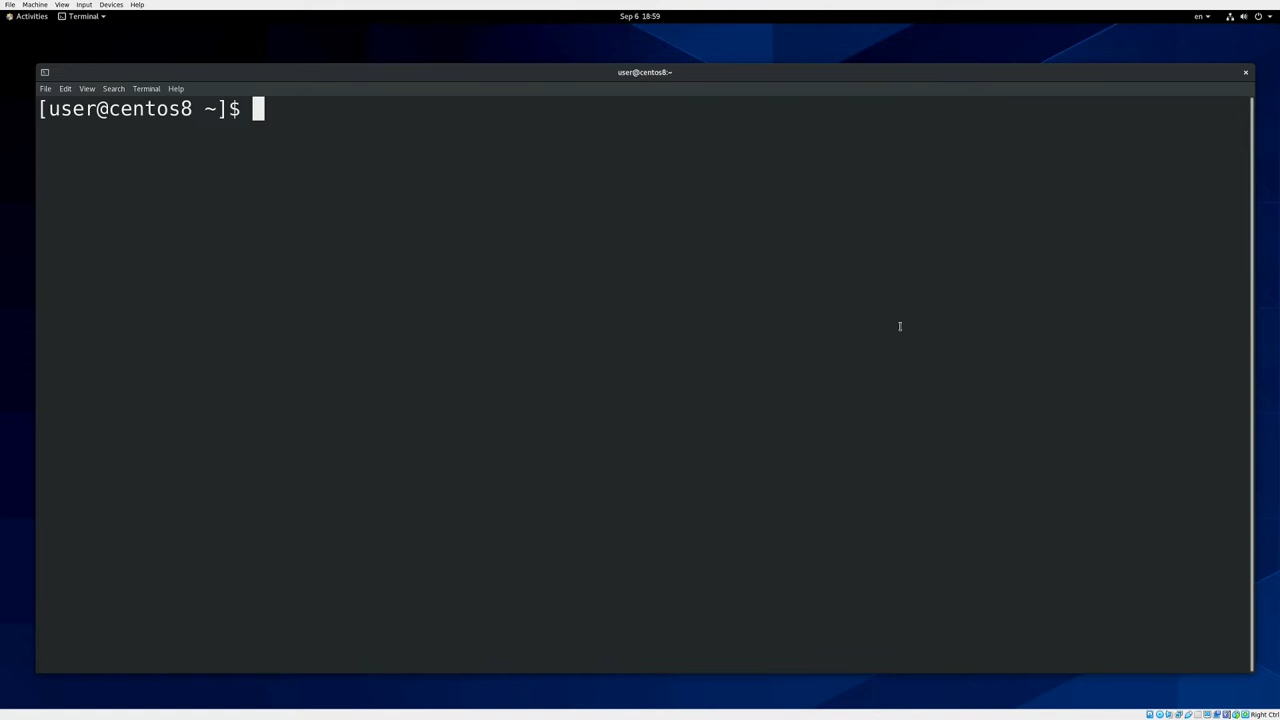 File Machine View Input Devices Help
Activities Terminal Sep 6 18:59 en
user@centos8:~
File Edit View Search Terminal Help
[user@centos8 ~]$
Right Ctrl